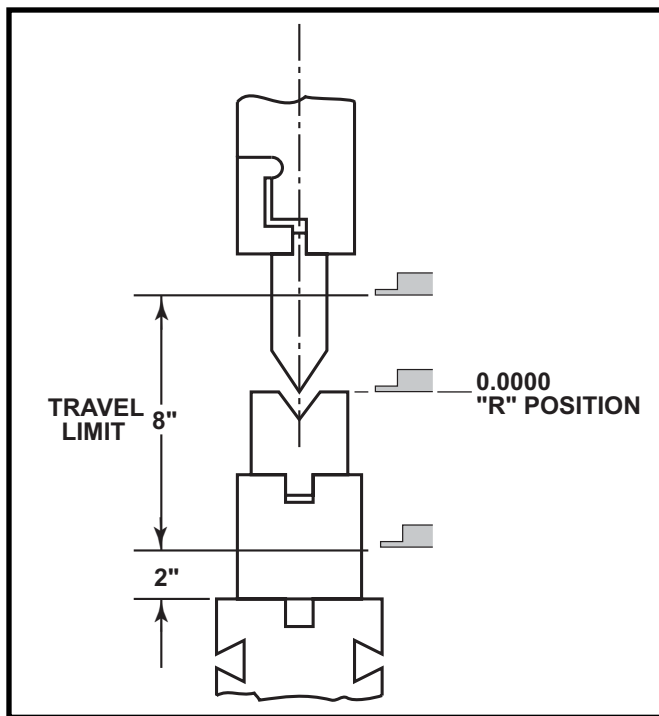 0.0000
"R" POSITION
TRAVEL
LIMIT
8"
2"